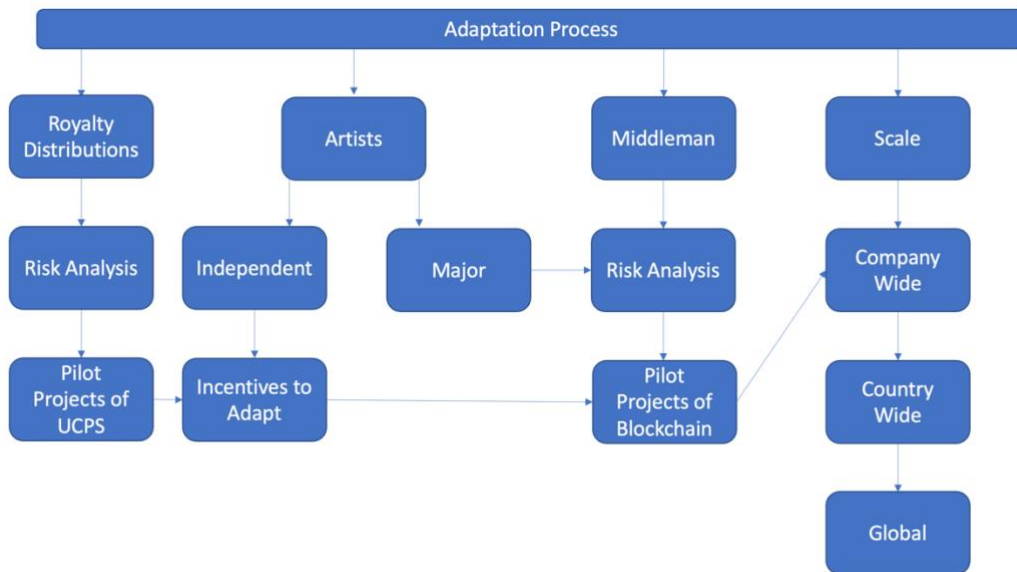 Adaptation Process
Royalty
Distributions
Artists
Middleman
Scale
Risk Analysis
Independent
Major
Risk Analysis
Company
Wide
Pilot
Projects of
UCPS
Incentives to
Adapt
Pilot
Projects of
Blockchain
Country
Wide
Global